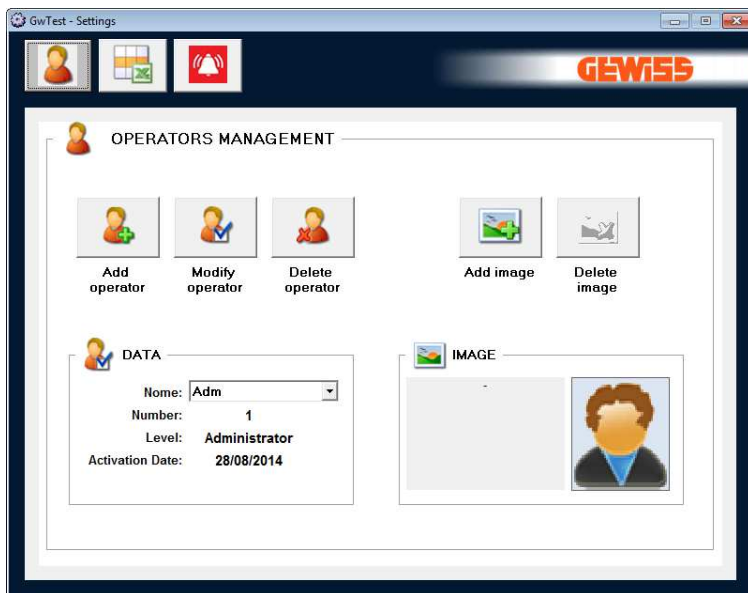 GwTest - Settings
GEWISS
OPERATORS MANAGEMENT
Add
operator
Modify
operator
Delete
operator
Add image
Delete
image
DATA
Nome: Adm
Number: 1
Level: Administrator
Activation Date: 28/08/2014
IMAGE
-